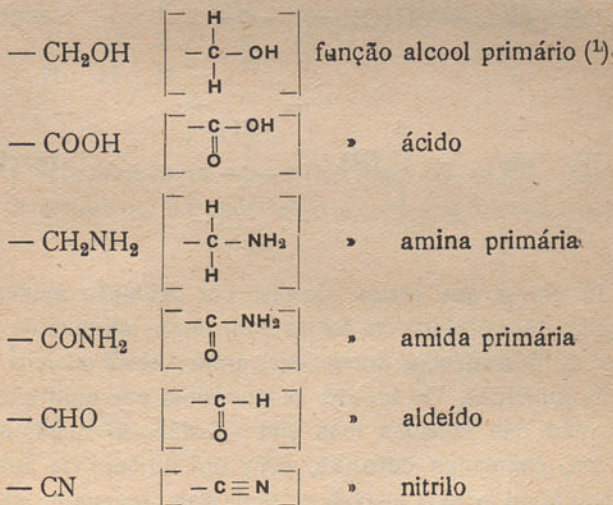 — CH₂OH [H – C – OH H] função alcool primário (¹)
— COOH [– C – OH ‖ O] » ácido
— CH₂NH₂ [H – C – NH₂ H] » amina primária
— CONH₂ [– C – NH₂ ‖ O] » amida primária
— CHO [– C – H ‖ O] » aldeído
— CN [– C ≡ N] » nitrilo